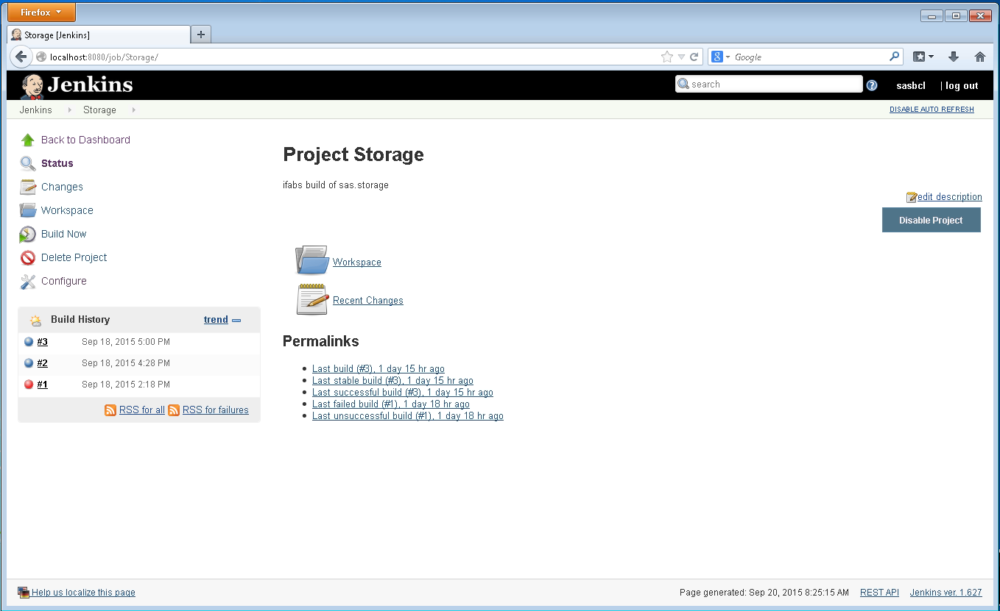 Firefox
Storage [Jenkins]
localhost:8080/job/Storage/
8 Google
Jenkins
search
? sasbcl | log out
Jenkins Storage
DISABLE AUTO REFRESH
Back to Dashboard
Status
Changes
Workspace
Build Now
Delete Project
Configure
Build History trend
#3 Sep 18, 2015 5:00 PM
#2 Sep 18, 2015 4:28 PM
#1 Sep 18, 2015 2:18 PM
RSS for all RSS for failures
Project Storage
ifabs build of sas.storage
edit description
Disable Project
Workspace
Recent Changes
Permalinks
Last build (#3), 1 day 15 hr ago
Last stable build (#3), 1 day 15 hr ago
Last successful build (#3), 1 day 15 hr ago
Last failed build (#1), 1 day 18 hr ago
Last unsuccessful build (#1), 1 day 18 hr ago
Help us localize this page
Page generated: Sep 20, 2015 8:25:15 AM REST API Jenkins ver. 1.627